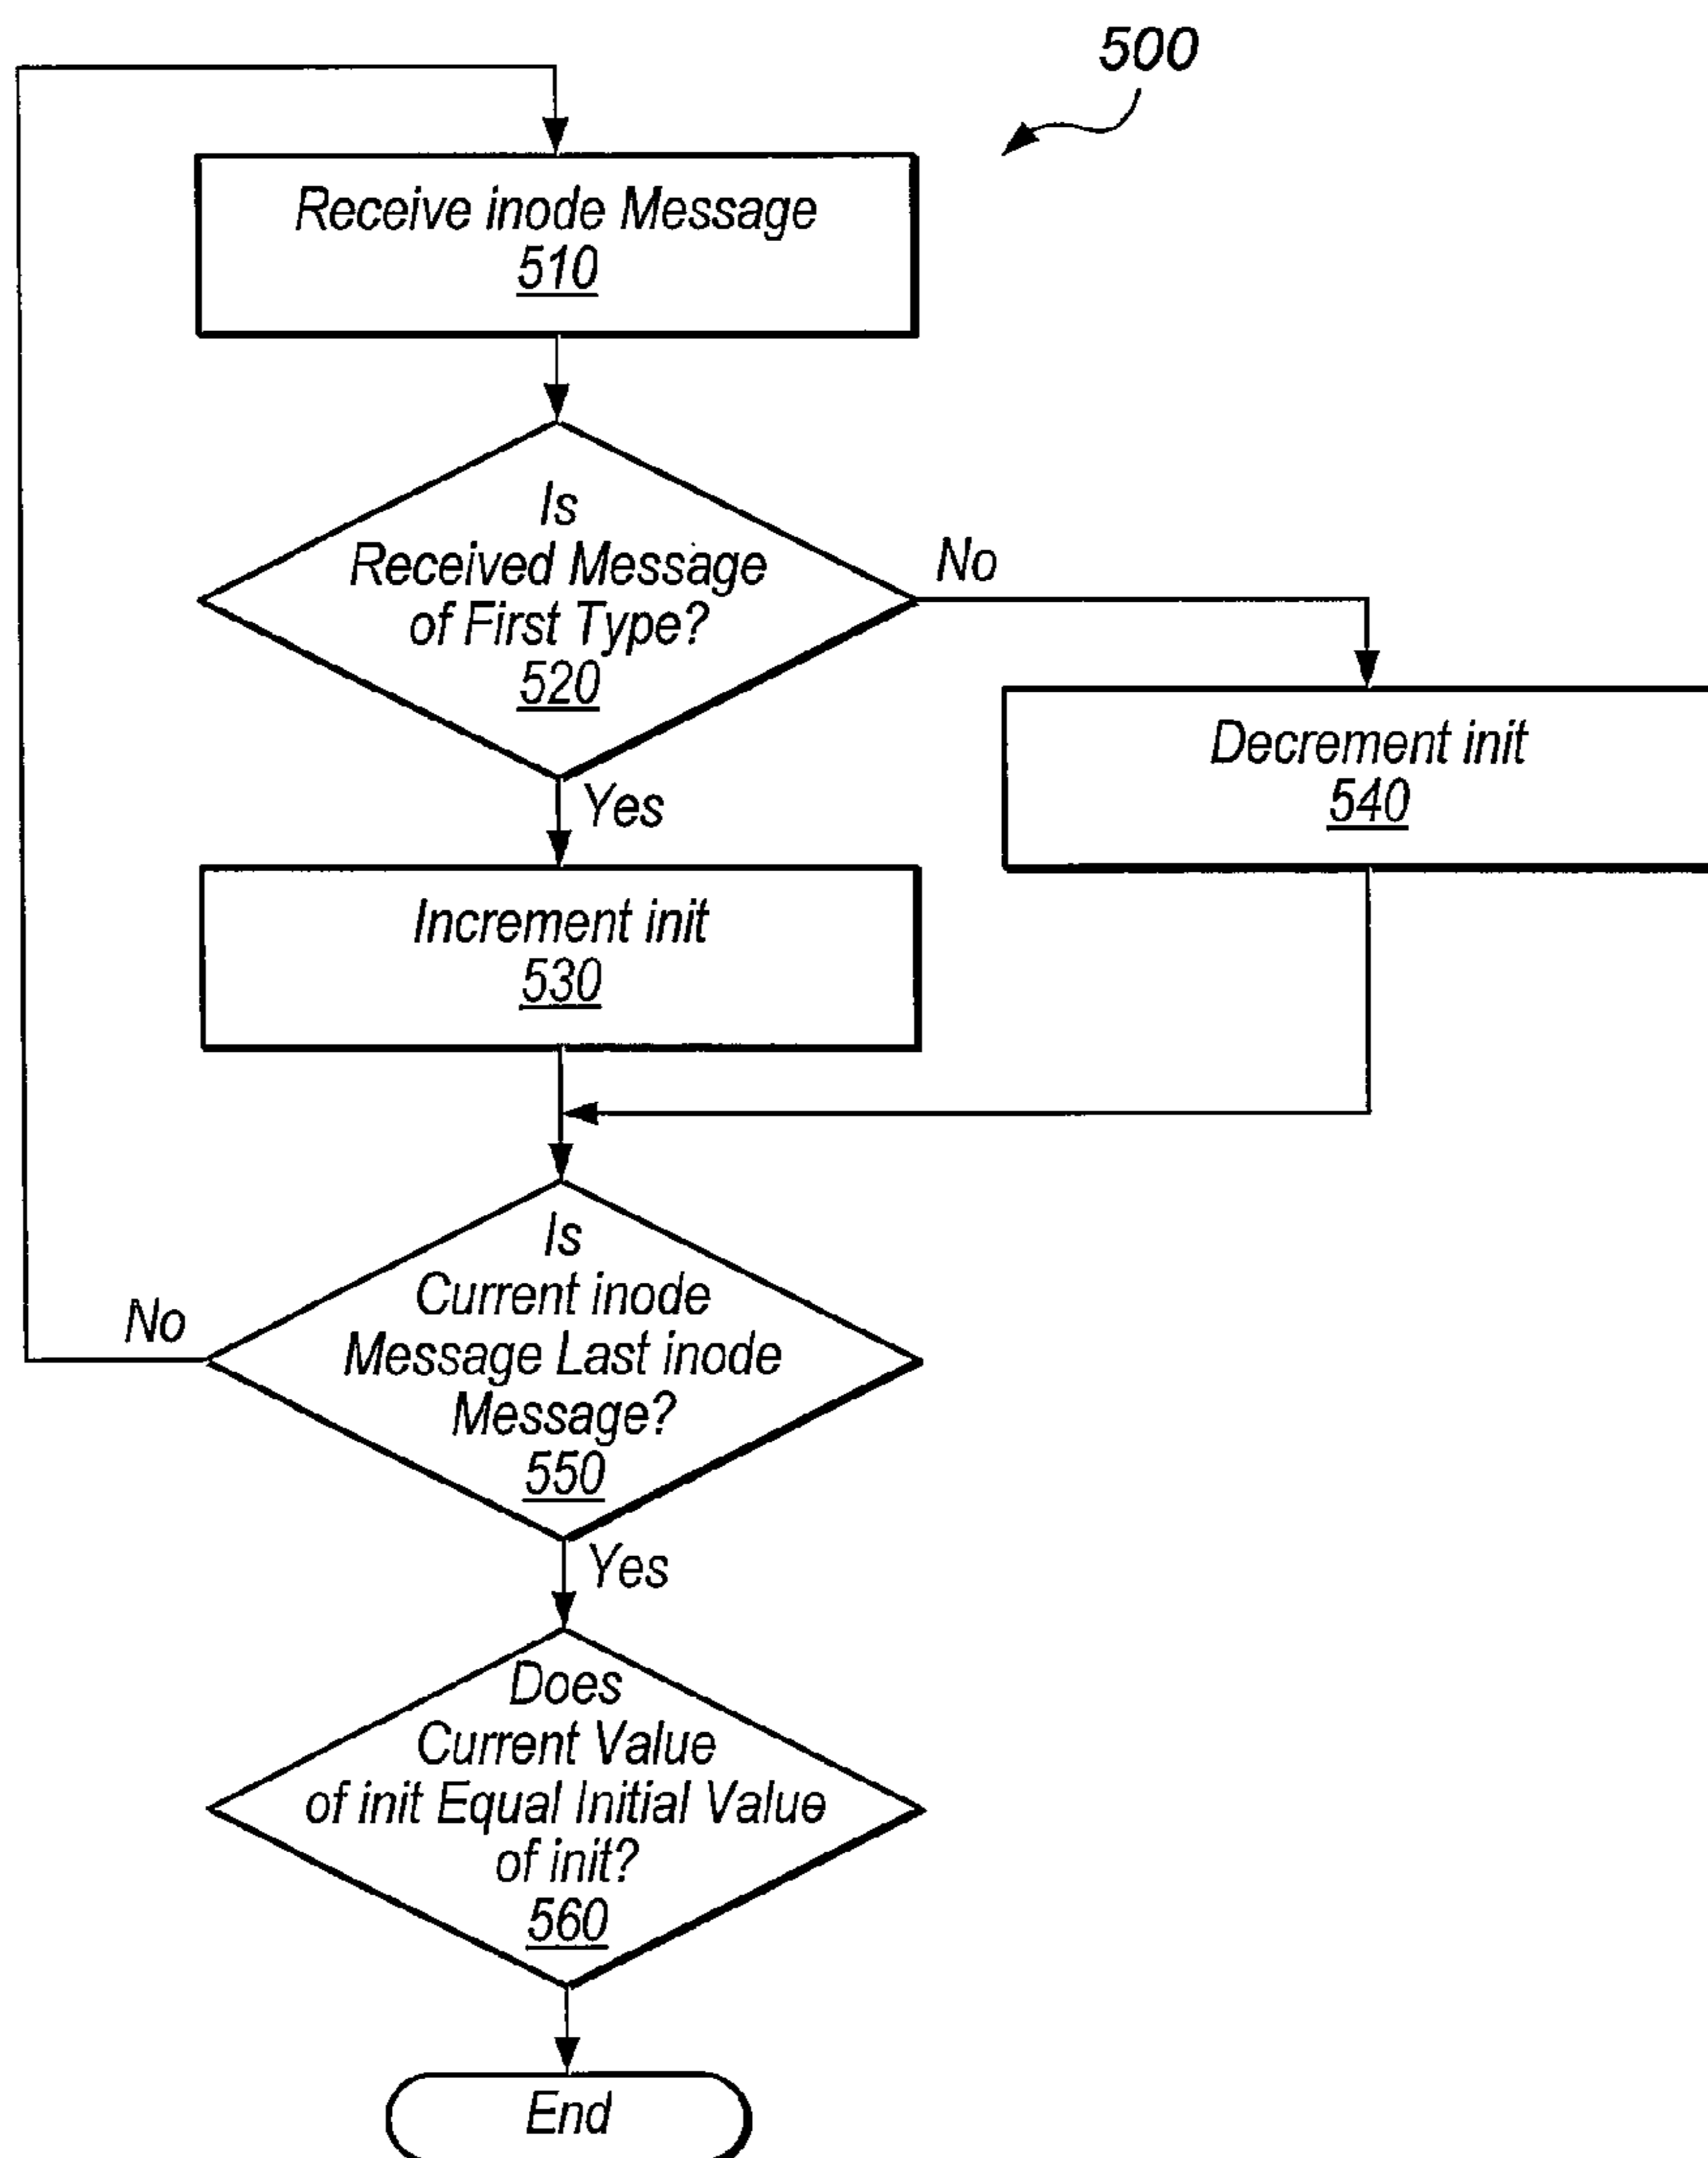 500
Receive inode Message
510
Is
Received Message
of First Type?
520
No
Yes
Decrement init
540
Increment init
530
Is
Current inode
Message Last inode
Message?
550
No
Yes
Does
Current Value
of init Equal Initial Value
of init?
560
End